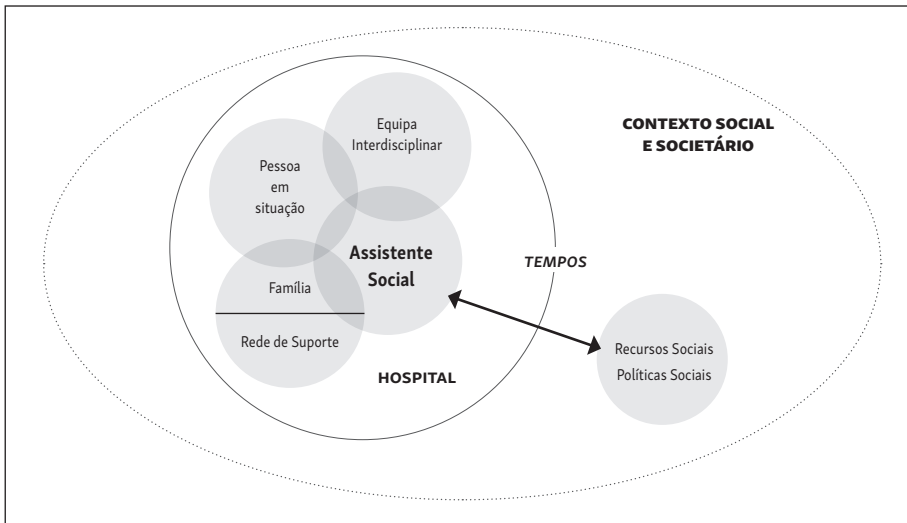 Equipa
Interdisciplinar
CONTEXTO SOCIAL
E SOCIETÁRIO
Pessoa
em
situação
Assistente
Social
TEMPOS
Família
Rede de Suporte
Recursos Sociais
Políticas Sociais
HOSPITAL